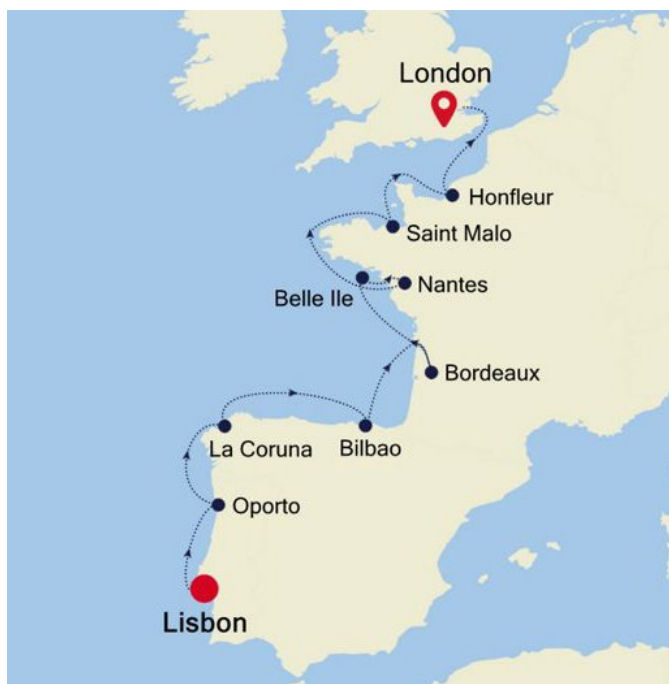 London
Honfleur
Saint Malo
Belle Ile
Nantes
Bordeaux
La Coruna
Bilbao
Oporto
Lisbon